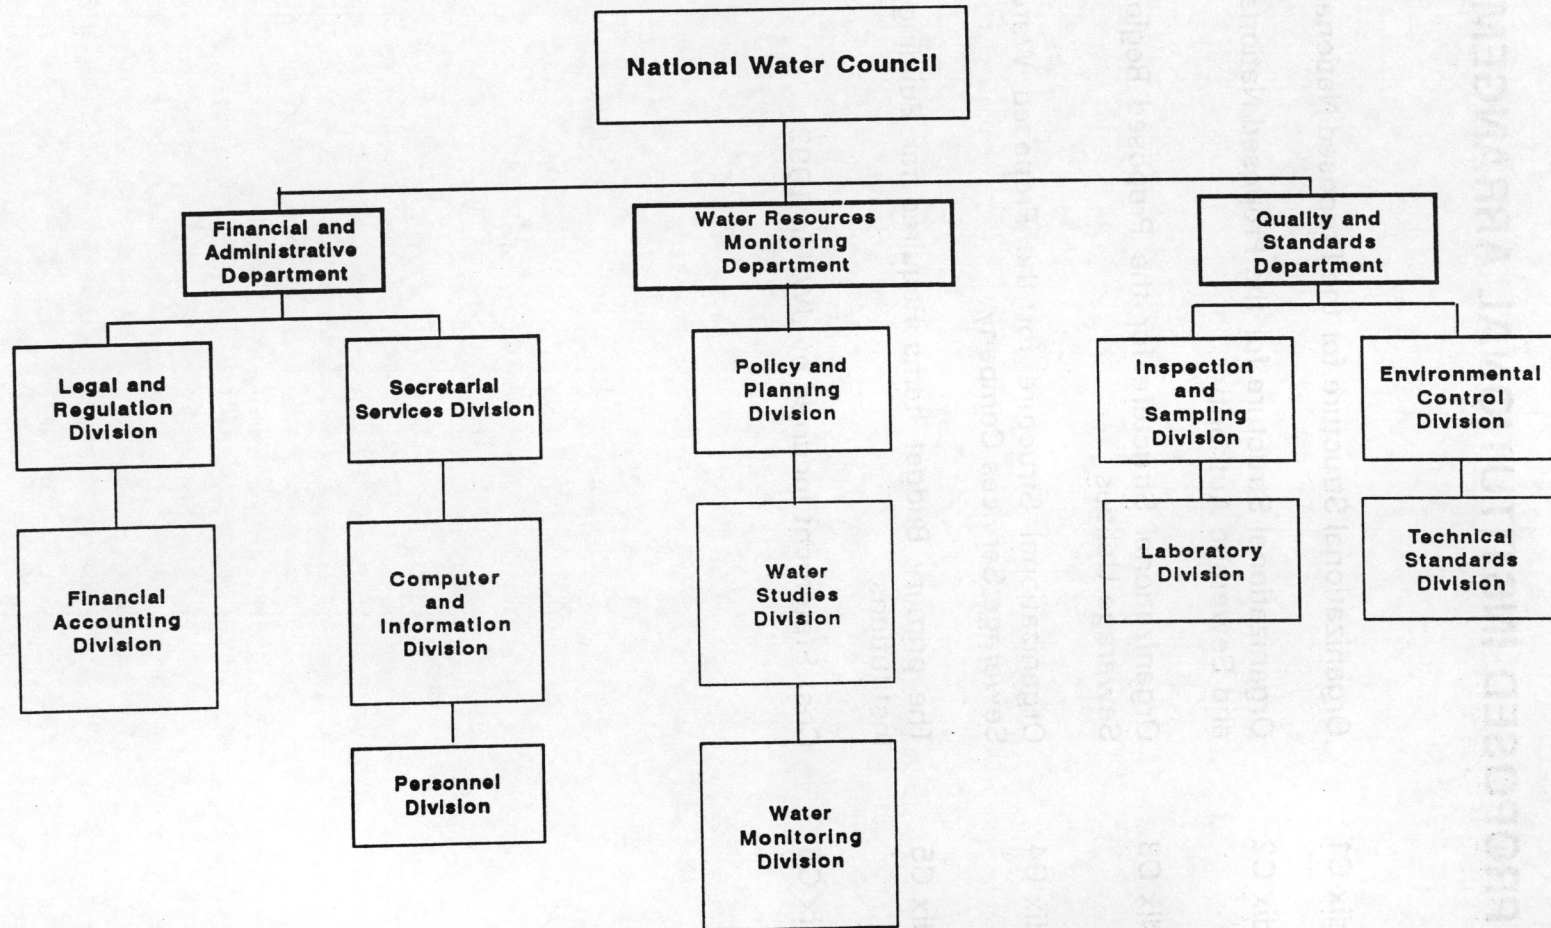 National Water Council
Financial and
Administrative
Department
Water Resources
Monitoring
Department
Quality and
Standards
Department
Legal and
Regulation
Division
Secretarial
Services Division
Policy and
Planning
Division
Inspection
and
Sampling
Division
Environmental
Control
Division
Financial
Accounting
Division
Computer
and
Information
Division
Water
Studies
Division
Laboratory
Division
Technical
Standards
Division
Personnel
Division
Water
Monitoring
Division